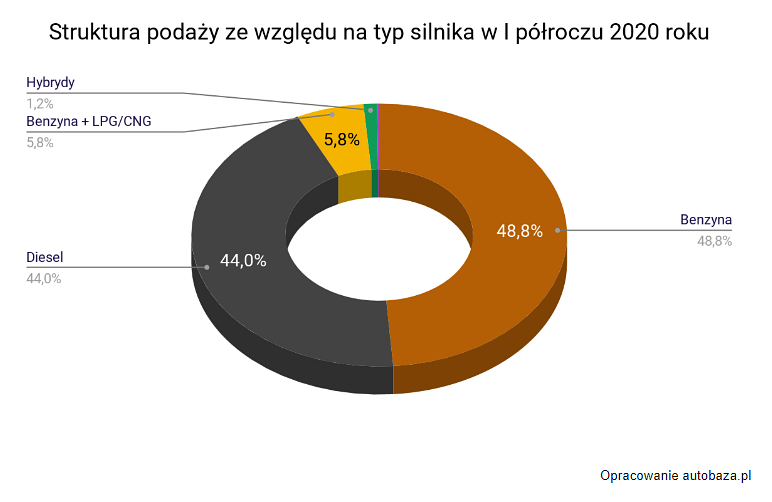 Struktura podaży ze względu na typ silnika w I półroczu 2020 roku
Hybrydy
1,2%
Benzyna + LPG/CNG
5,8%
5,8%
Benzyna
48,8%
48,8%
Diesel
44,0%
44,0%
Opracowanie autobaza.pl